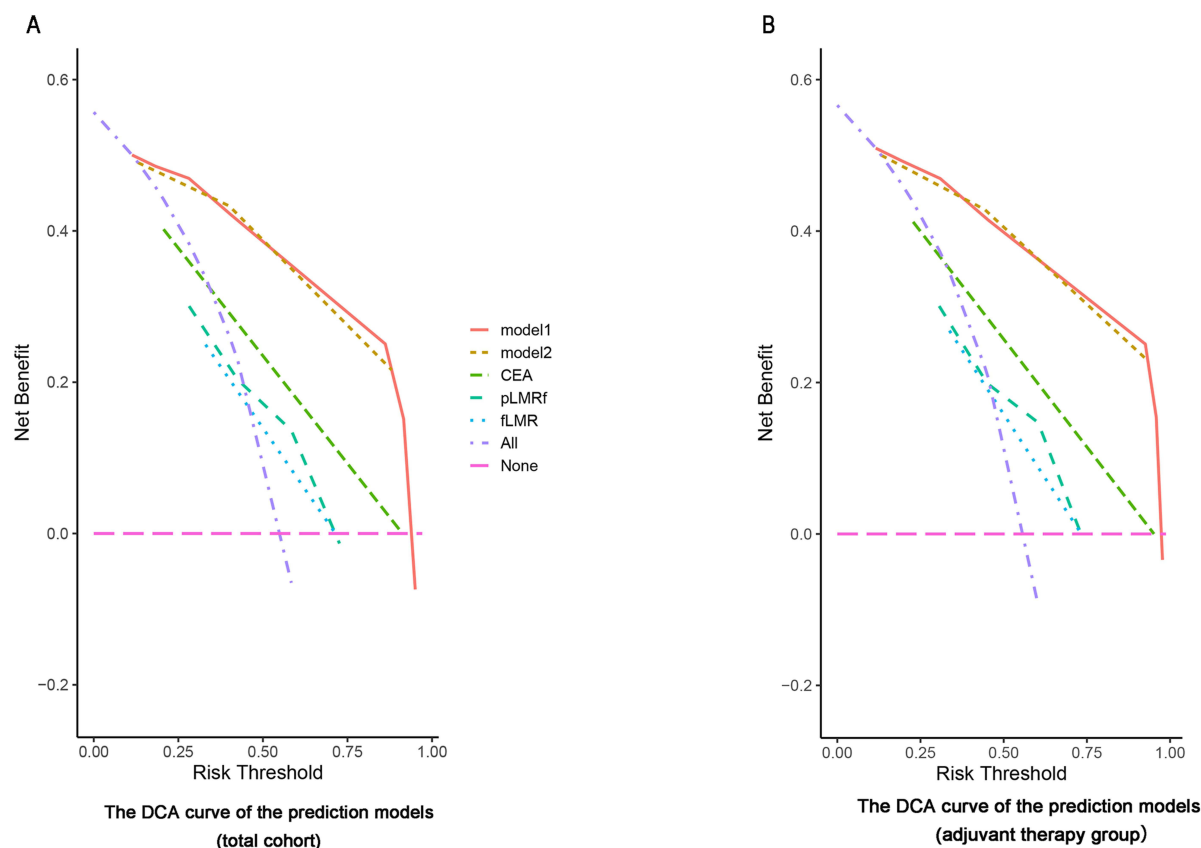 A
0.6
0.4
0.2
0.0
−0.2
Net Benefit
0.00 0.25 0.50 0.75 1.00
Risk Threshold
The DCA curve of the prediction models
(total cohort)
model1
model2
CEA
pLMRf
fLMR
All
None
B
0.6
0.4
0.2
0.0
−0.2
Net Benefit
0.00 0.25 0.50 0.75 1.00
Risk Threshold
The DCA curve of the prediction models
(adjuvant therapy group)